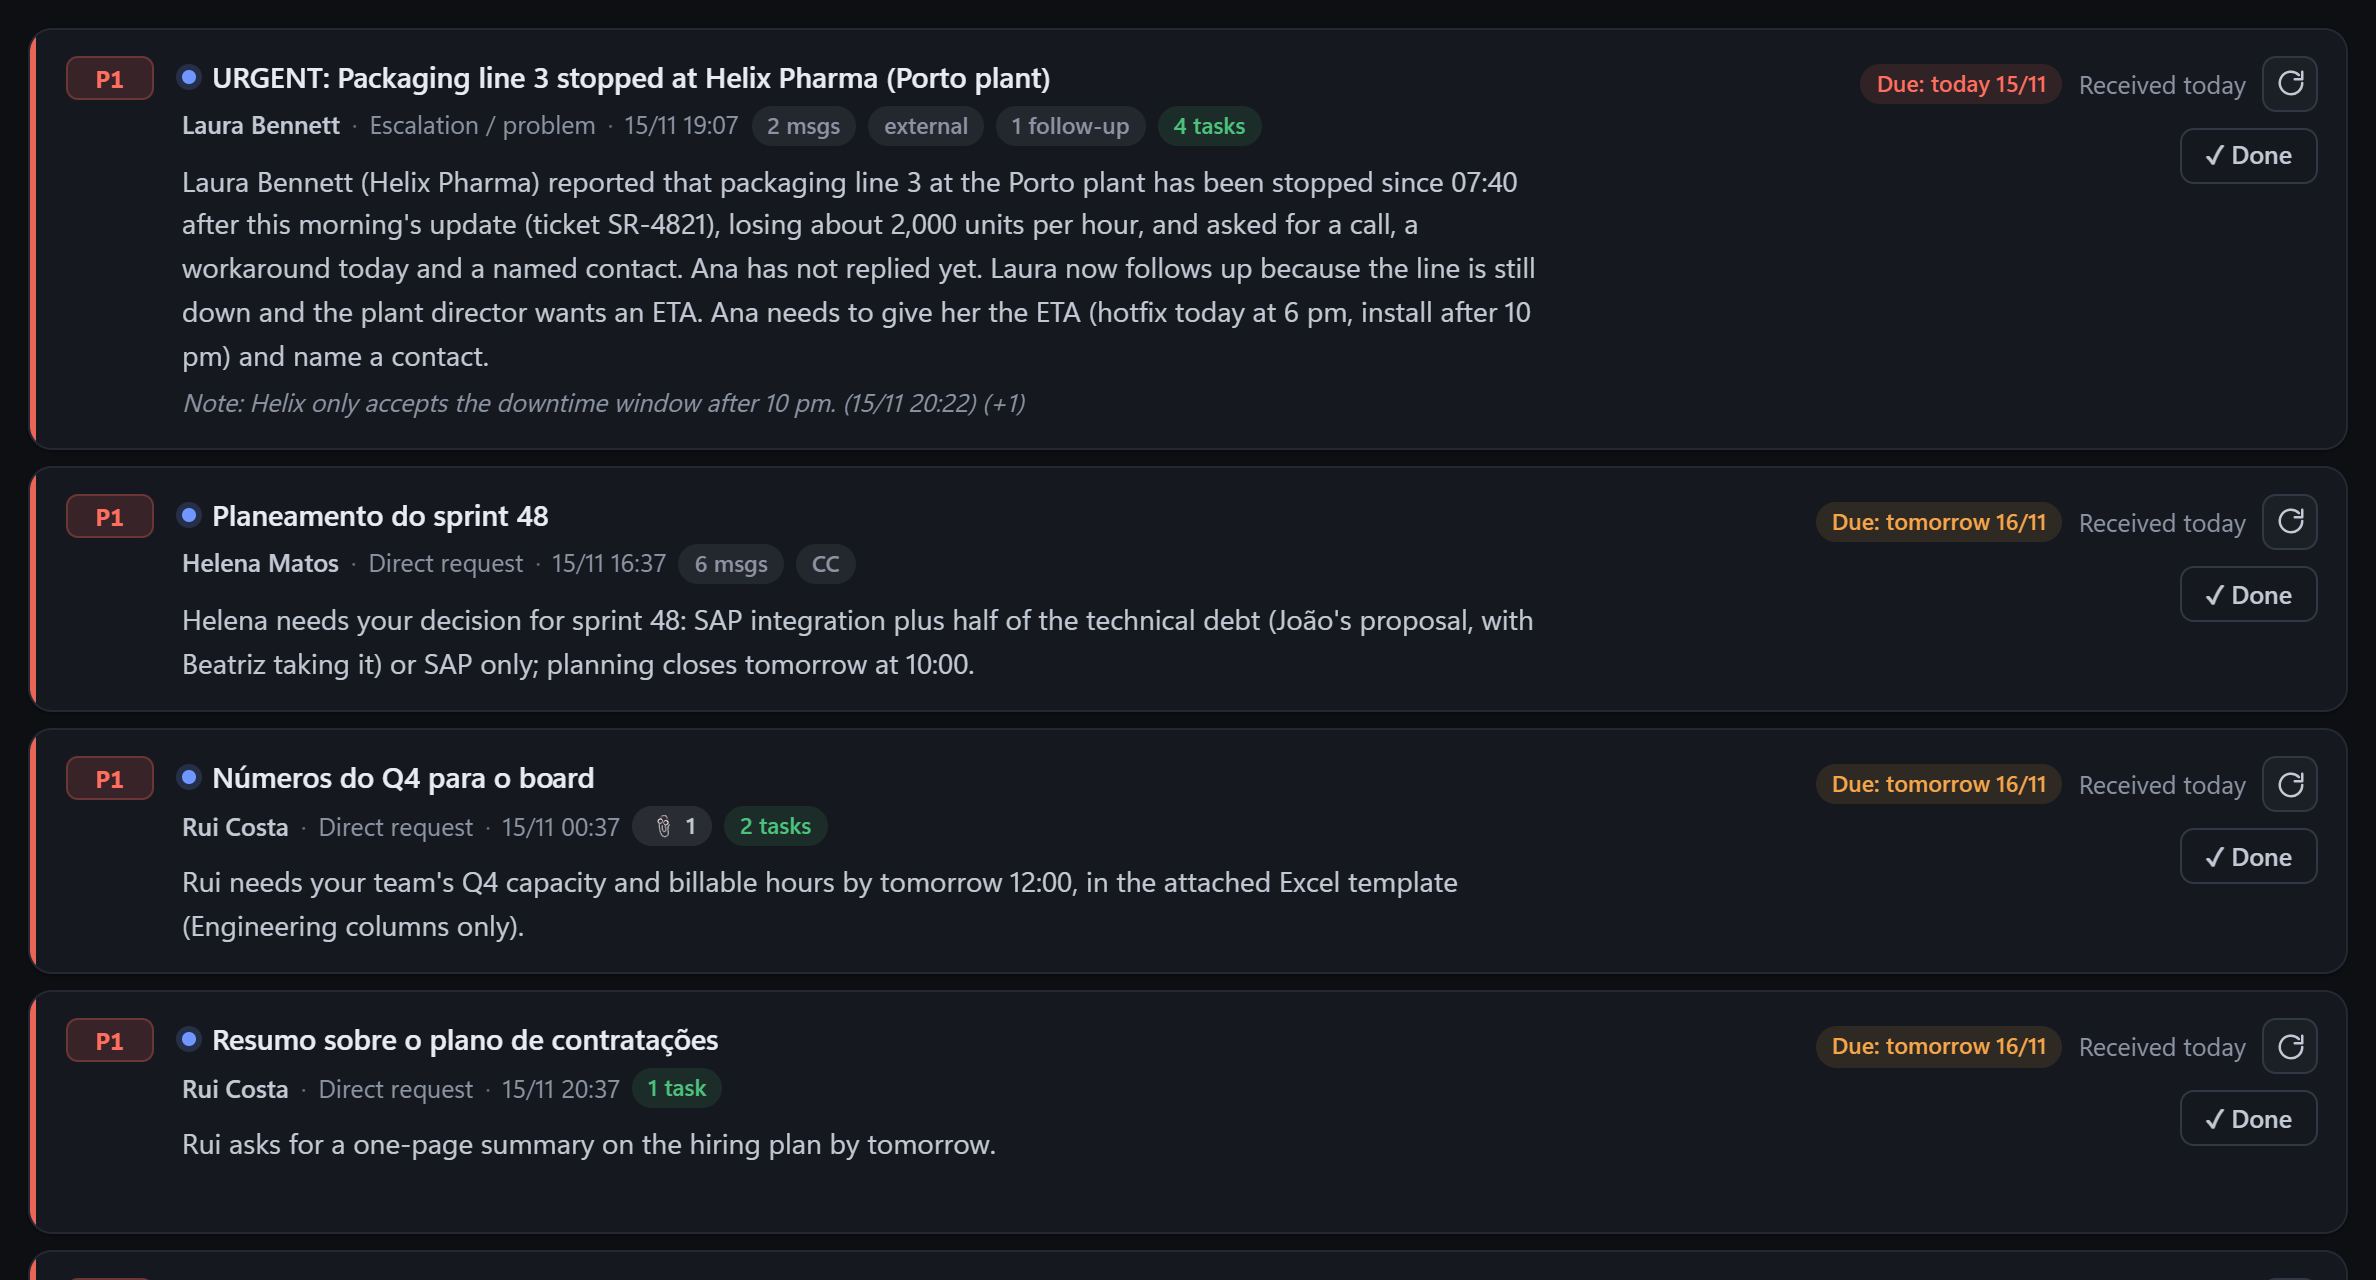 P1 URGENT: Packaging line 3 stopped at Helix Pharma (Porto plant) Due: today 15/11 Received today
Laura Bennett · Escalation / problem · 15/11 19:07 2 msgs external 1 follow-up 4 tasks
✓ Done
Laura Bennett (Helix Pharma) reported that packaging line 3 at the Porto plant has been stopped since 07:40
after this morning's update (ticket SR-4821), losing about 2,000 units per hour, and asked for a call, a
workaround today and a named contact. Ana has not replied yet. Laura now follows up because the line is still
down and the plant director wants an ETA. Ana needs to give her the ETA (hotfix today at 6 pm, install after 10
pm) and name a contact.
Note: Helix only accepts the downtime window after 10 pm. (15/11 20:22) (+1)
P1 Planeamento do sprint 48 Due: tomorrow 16/11 Received today
Helena Matos · Direct request · 15/11 16:37 6 msgs CC
✓ Done
Helena needs your decision for sprint 48: SAP integration plus half of the technical debt (João's proposal, with
Beatriz taking it) or SAP only; planning closes tomorrow at 10:00.
P1 Números do Q4 para o board Due: tomorrow 16/11 Received today
Rui Costa · Direct request · 15/11 00:37 1 2 tasks
✓ Done
Rui needs your team's Q4 capacity and billable hours by tomorrow 12:00, in the attached Excel template
(Engineering columns only).
P1 Resumo sobre o plano de contratações Due: tomorrow 16/11 Received today
Rui Costa · Direct request · 15/11 20:37 1 task
✓ Done
Rui asks for a one-page summary on the hiring plan by tomorrow.